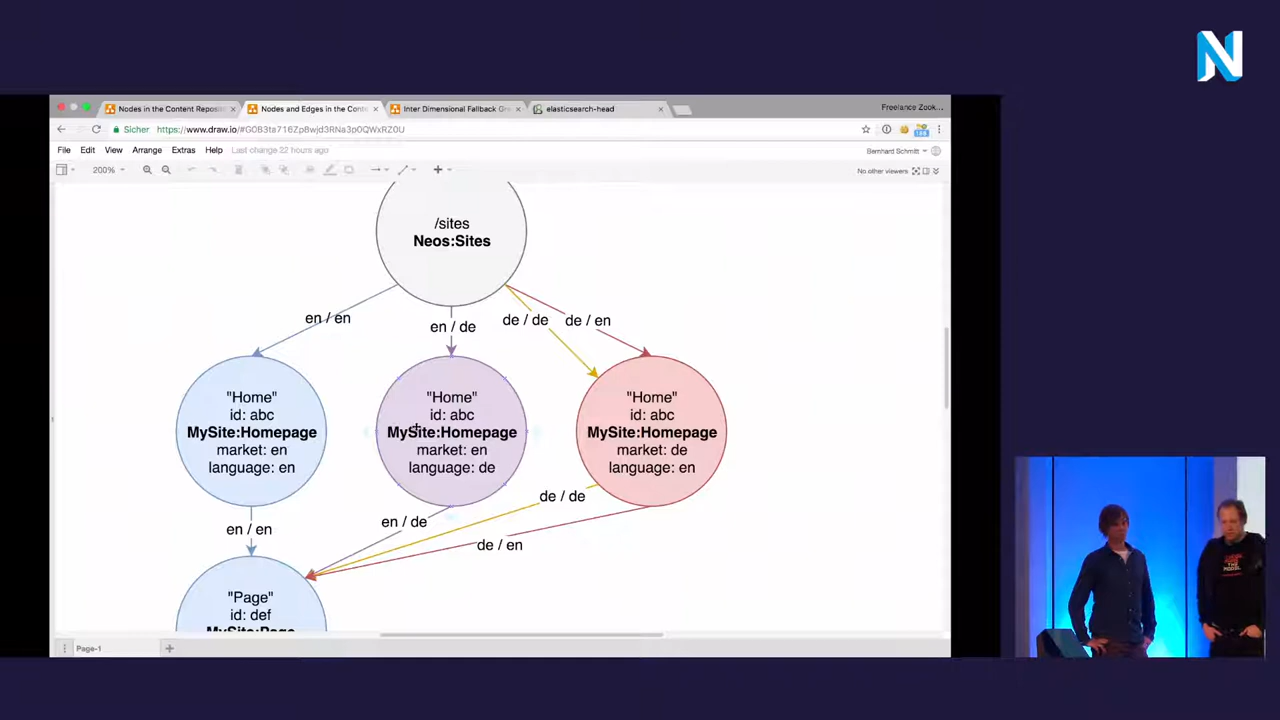 N
Nodes in the Content Reposit
Nodes and Edges in the Conte
Inter Dimensional Fallback Gr
elasticsearch-head
Freelance Zook...
Sicher
https://www.draw.io/#G0B3ta716Zp8wjd3RNa3p0QWxRZ0U
File
Edit
View
Arrange
Extras
Help
Last change 22 hours ago
Bernhard Schmitt
200%
No other viewers
/sites
Neos:Sites
en / en
en / de
de / de
de / en
"Home"
id: abc
MySite:Homepage
market: en
language: en
"Home"
id: abc
MySite:Homepage
market: en
language: de
"Home"
id: abc
MySite:Homepage
market: de
language: en
en / en
en / de
de / de
de / en
"Page"
id: def
MySite:Page
Page-1